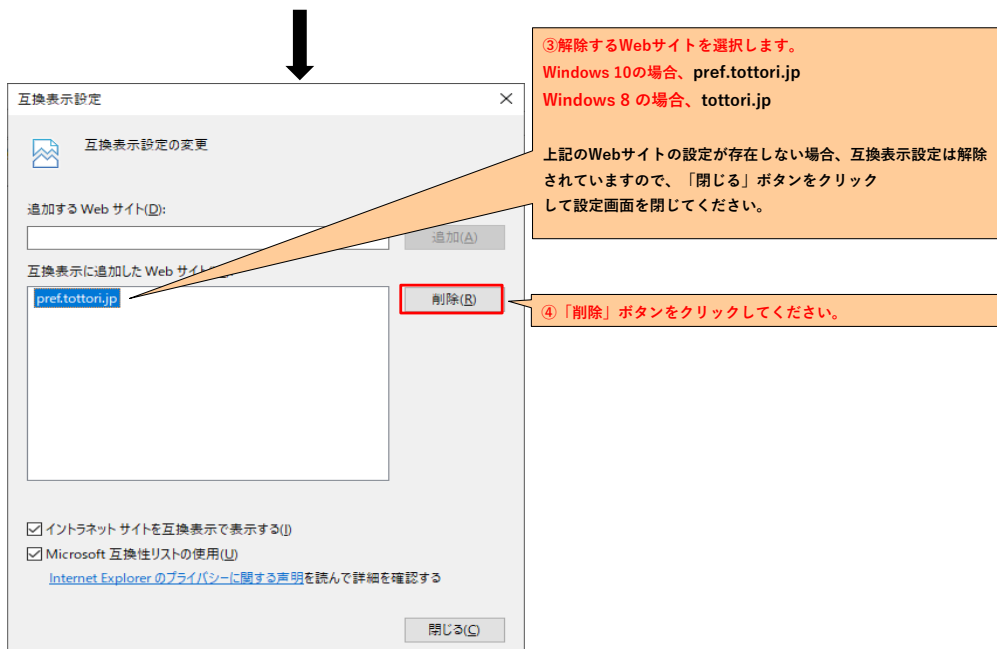 ③解除するWebサイトを選択します。
Windows 10の場合、pref.tottori.jp
Windows 8 の場合、tottori.jp
上記のWebサイトの設定が存在しない場合、互換表示設定は解除
されていますので、「閉じる」ボタンをクリック
して設定画面を閉じてください。
互換表示設定
互換表示設定の変更
追加する Web サイト(D):
追加(A)
互換表示に追加した Web サイト
pref.tottori.jp
削除(R)
④「削除」ボタンをクリックしてください。
イントラネット サイトを互換表示で表示する(I)
Microsoft 互換性リストの使用(U)
Internet Explorer のプライバシーに関する声明を読んで詳細を確認する
閉じる(C)